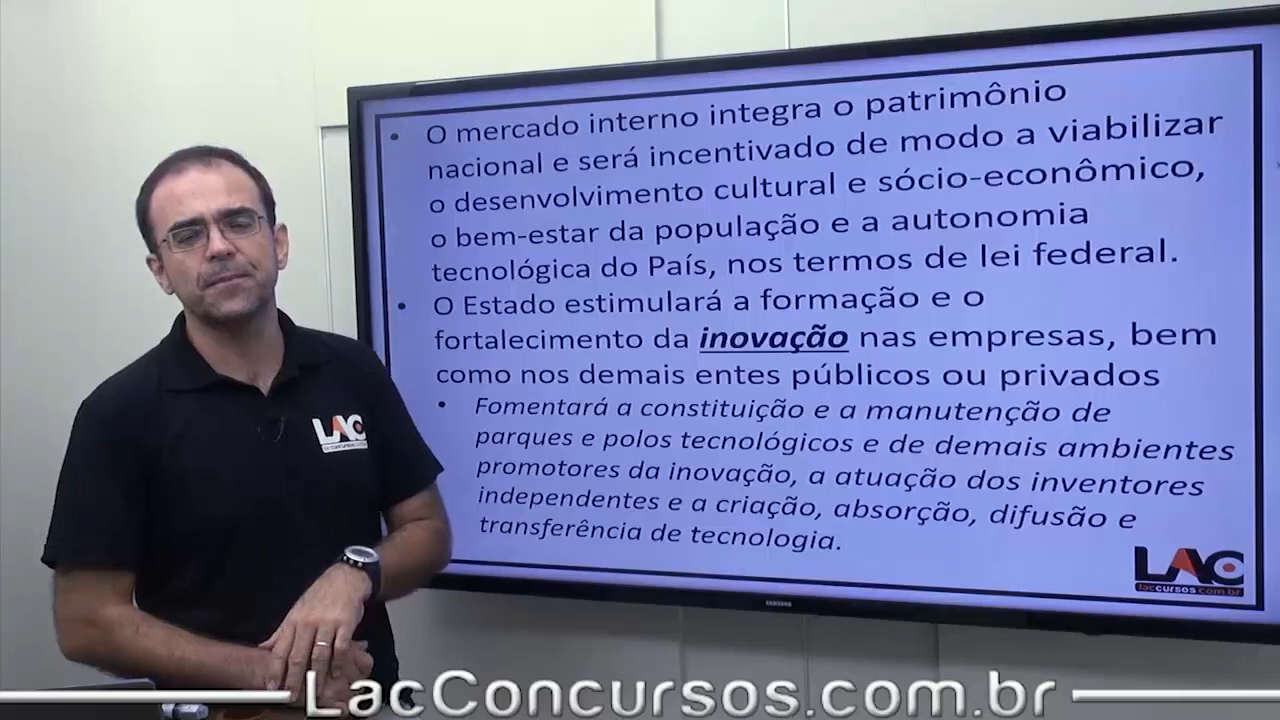 • O mercado interno integra o patrimônio
nacional e será incentivado de modo a viabilizar
o desenvolvimento cultural e sócio-econômico,
o bem-estar da população e a autonomia
tecnológica do País, nos termos de lei federal.
• O Estado estimulará a formação e o
fortalecimento da inovação nas empresas, bem
como nos demais entes públicos ou privados
• Fomentará a constituição e a manutenção de
parques e polos tecnológicos e de demais ambientes
promotores da inovação, a atuação dos inventores
independentes e a criação, absorção, difusão e
transferência de tecnologia.
LAC
laccursos.com.br
SAMSUNG
LAC
LacConcursos.com.br